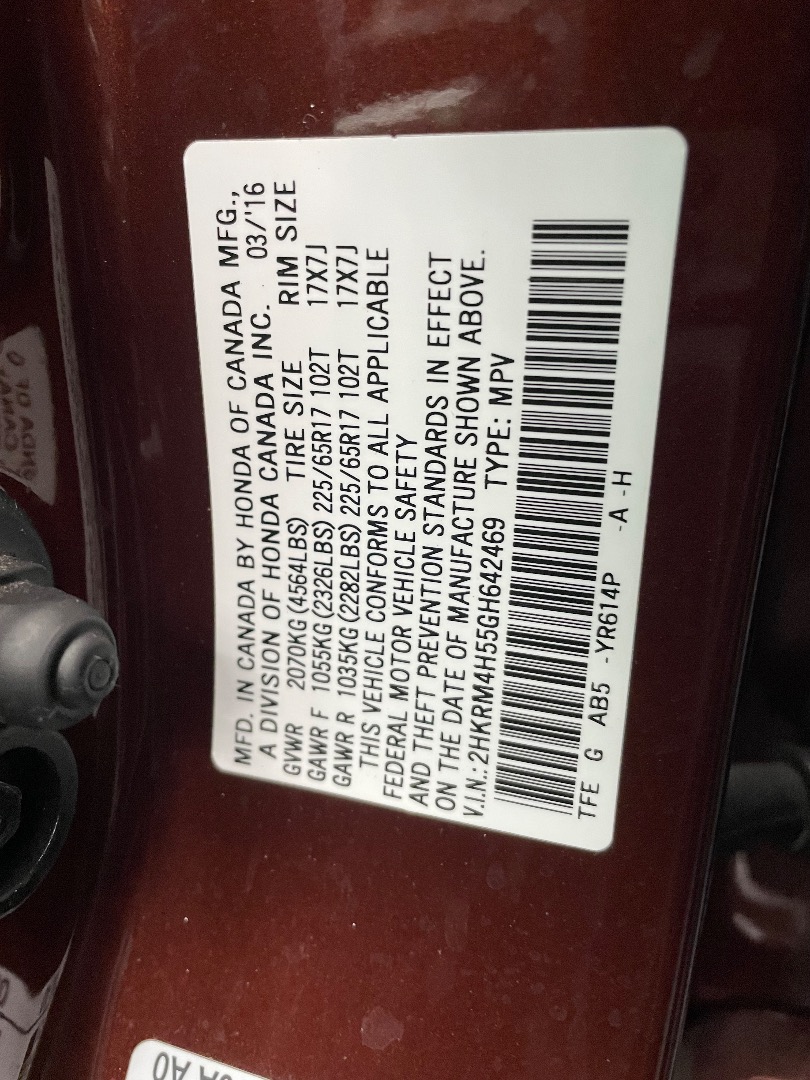 MFD. IN CANADA BY HONDA OF CANADA MFG.,
A DIVISION OF HONDA CANADA INC. 03/'16
GVWR 2070KG (4564LBS) TIRE SIZE RIM SIZE
GAWR F 1055KG (2326LBS) 225/65R17 102T 17X7J
GAWR R 1035KG (2282LBS) 225/65R17 102T 17X7J
THIS VEHICLE CONFORMS TO ALL APPLICABLE
FEDERAL MOTOR VEHICLE SAFETY
AND THEFT PREVENTION STANDARDS IN EFFECT
ON THE DATE OF MANUFACTURE SHOWN ABOVE.
V.I.N.: 2HKRM4H55GH642469 TYPE: MPV
TFE G AB5 -YR614P -A -H